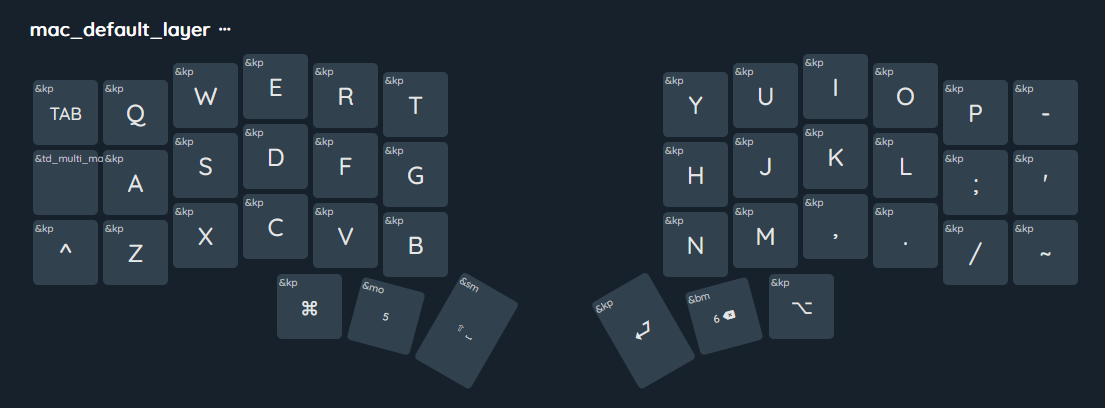 mac_default_layer ···
&kp TAB &kp Q &kp W &kp E &kp R &kp T &kp Y &kp U &kp I &kp O &kp P &kp -
&td_multi_ma &kp A &kp S &kp D &kp F &kp G &kp H &kp J &kp K &kp L &kp ; &kp '
&kp ^ &kp Z &kp X &kp C &kp V &kp B &kp N &kp M &kp , &kp . &kp / &kp ~
&kp ⌘ &mo 5 &sm ⇧ ⎵ &kp ⏎ &bm 6 ⌫ &kp ⌥